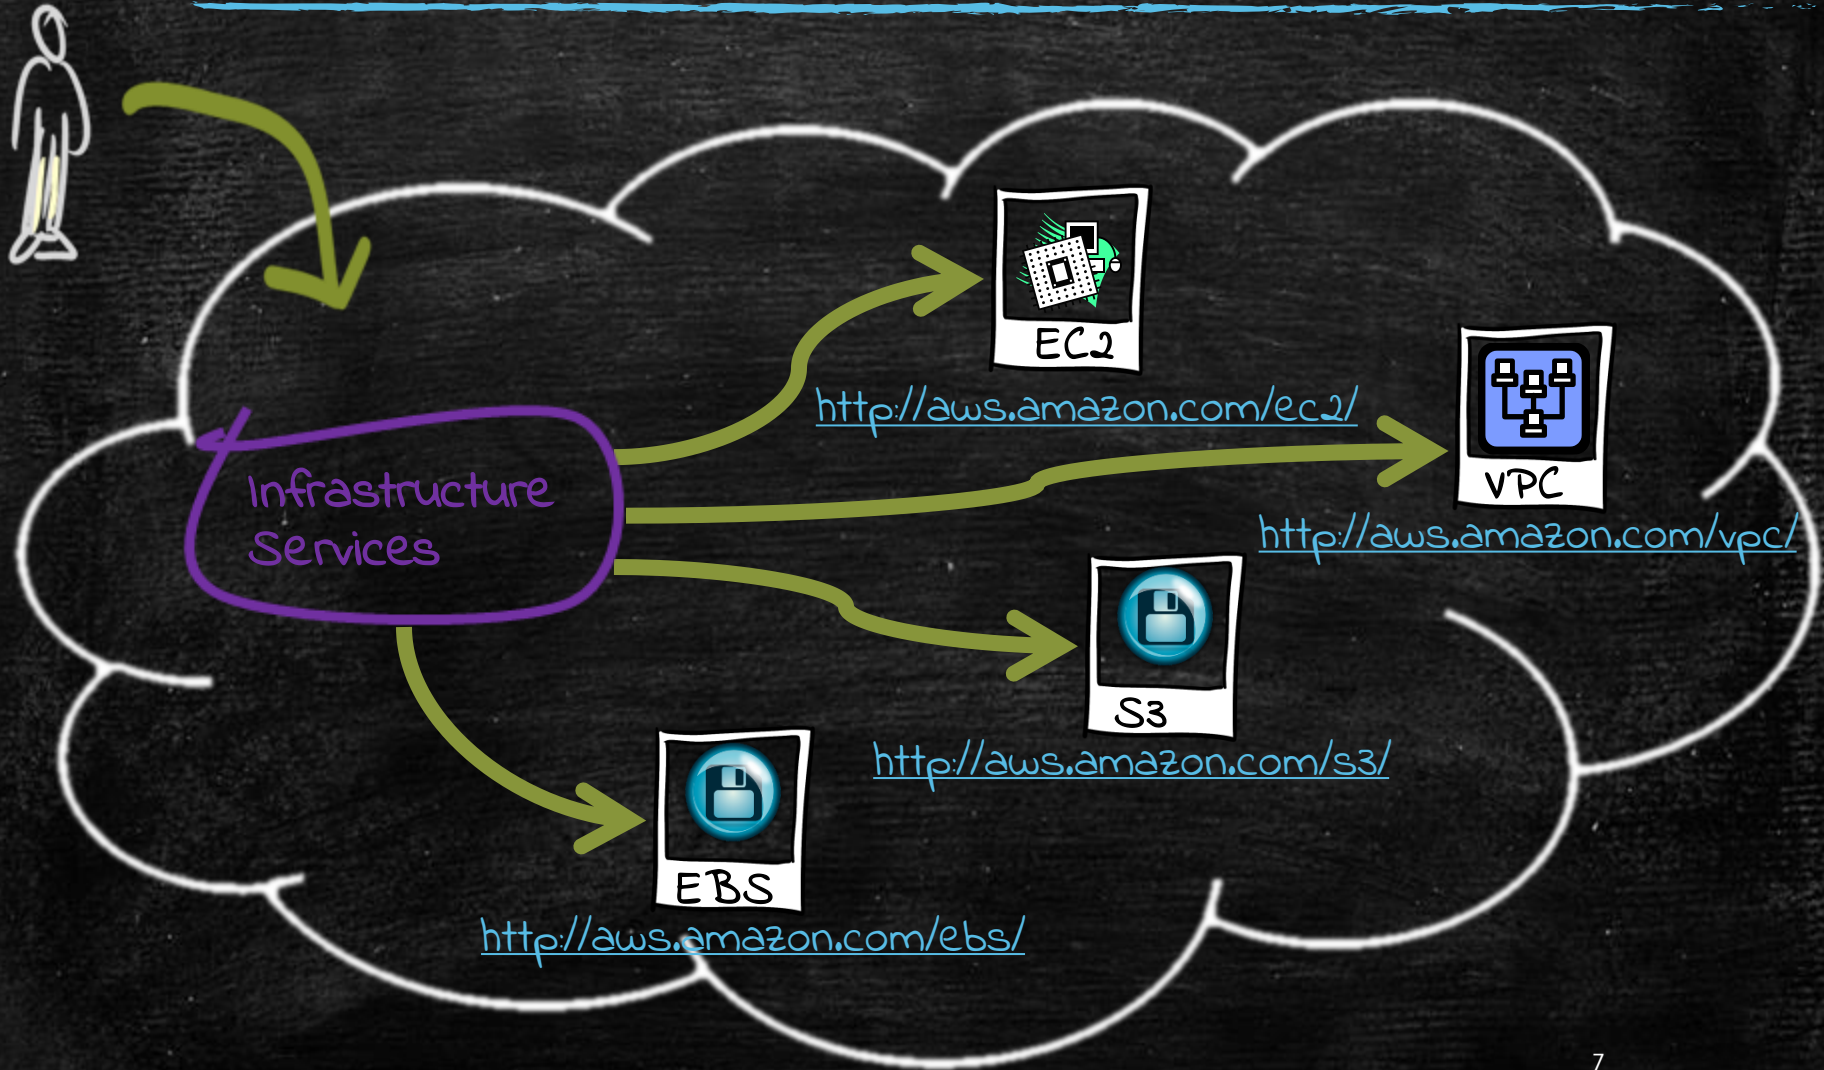 EC2
http://aws.amazon.com/ec2/
VPC
http://aws.amazon.com/vpc/
Infrastructure
Services
S3
http://aws.amazon.com/s3/
EBS
http://aws.amazon.com/ebs/
7